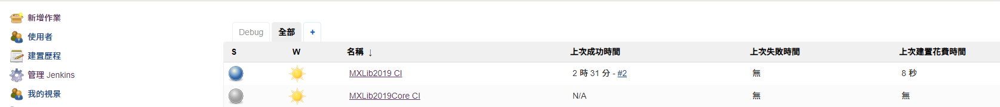 新增作業
使用者
建置歷程
管理 Jenkins
我的視景
Debug 全部 +
S W 名稱 ↓ 上次成功時間 上次失敗時間 上次建置花費時間
MXLib2019 CI 2 時 31 分 - #2 無 8 秒
MXLib2019Core CI N/A 無 無